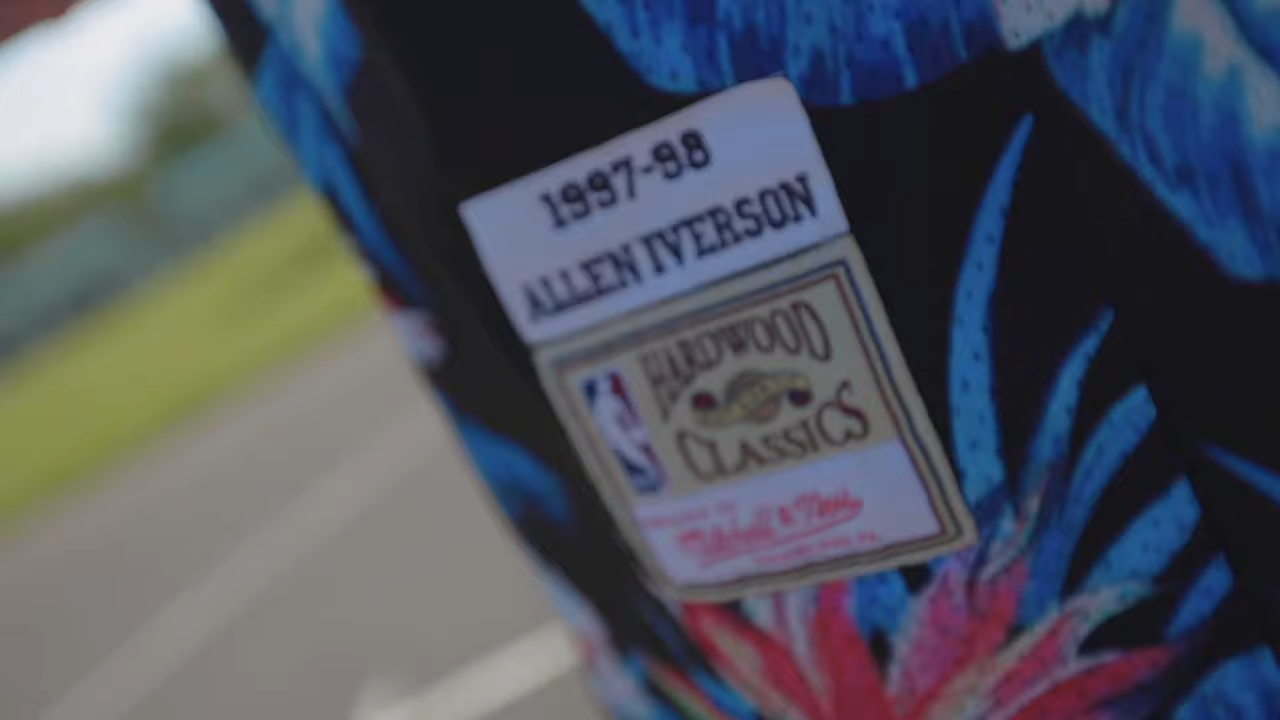 1997-98
ALLEN IVERSON
HARDWOOD
CLASSICS
Mitchell & Ness